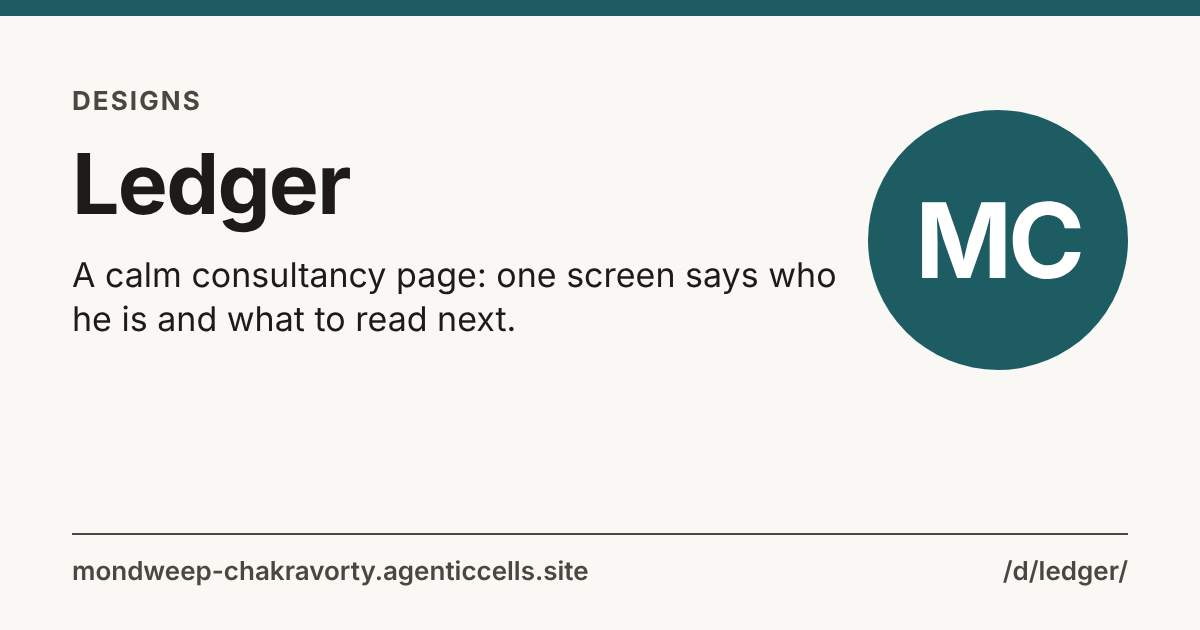 DESIGNS
Ledger
A calm consultancy page: one screen says who
he is and what to read next.
MC
mondweep-chakravorty.agenticcells.site
/d/ledger/